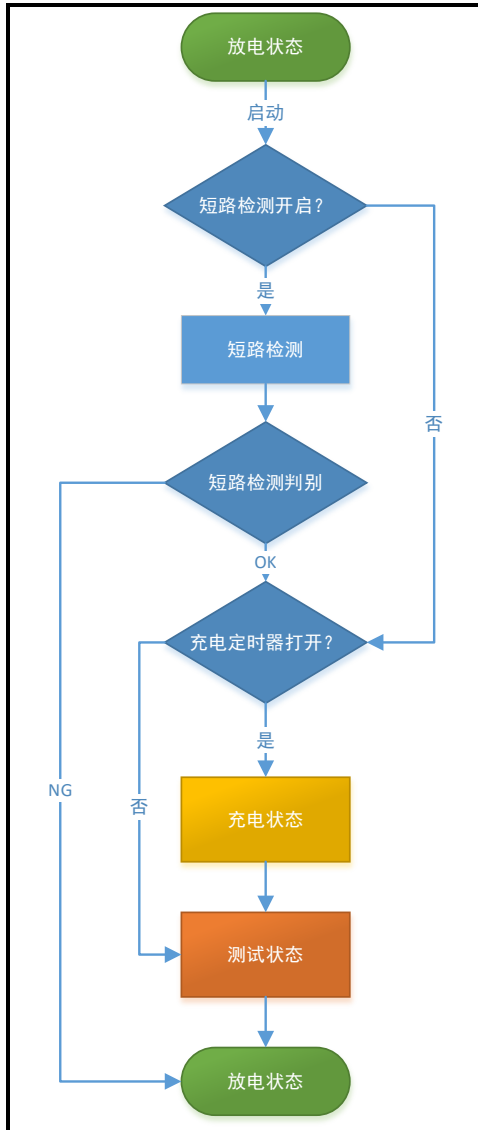 放电状态
启动
短路检测开启？
是
短路检测
否
短路检测判别
OK
充电定时器打开？
是
NG
否
充电状态
测试状态
放电状态